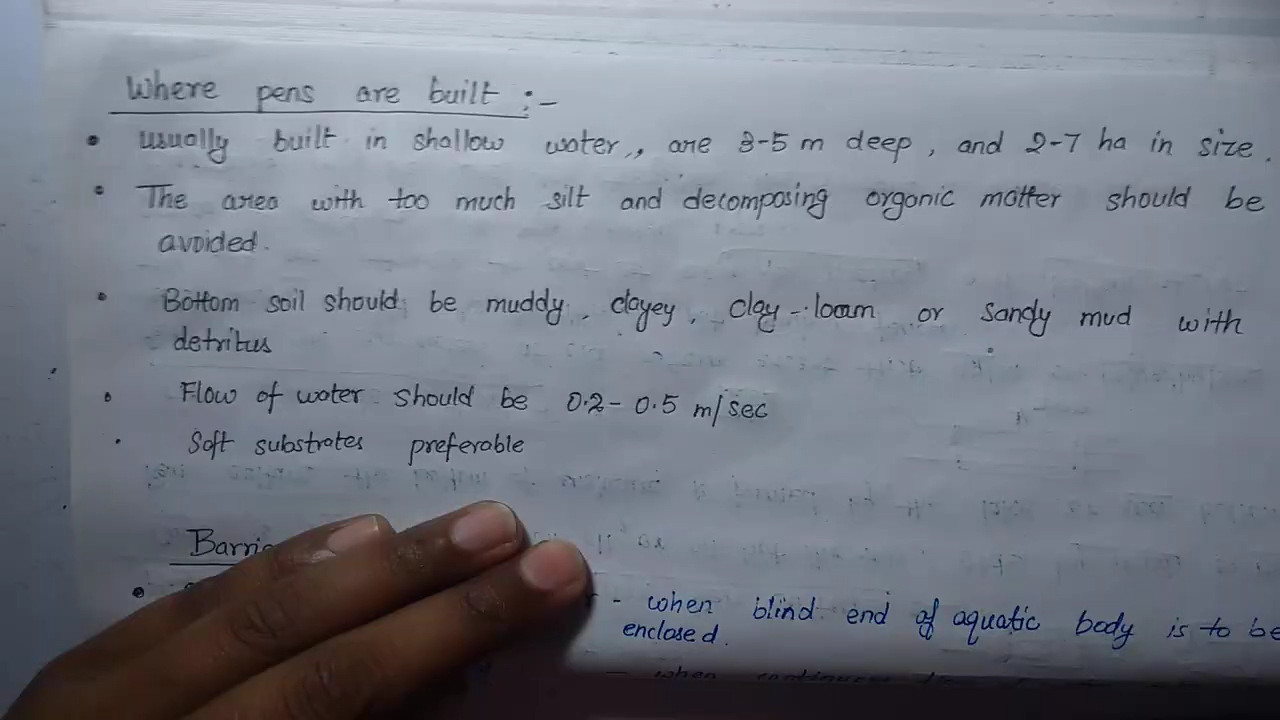 Where pens are built :-
• usually built in shallow water,, are 3-5 m deep, and 2-7 ha in size.
• The area with too much silt and decomposing organic matter should be
avoided.
• Bottom soil should be muddy, clayey, clay-loam or sandy mud with
detritus
• Flow of water should be 0.2-0.5 m/sec
• Soft substrates preferable
- when blind end of aquatic body is to be
enclosed.
- when